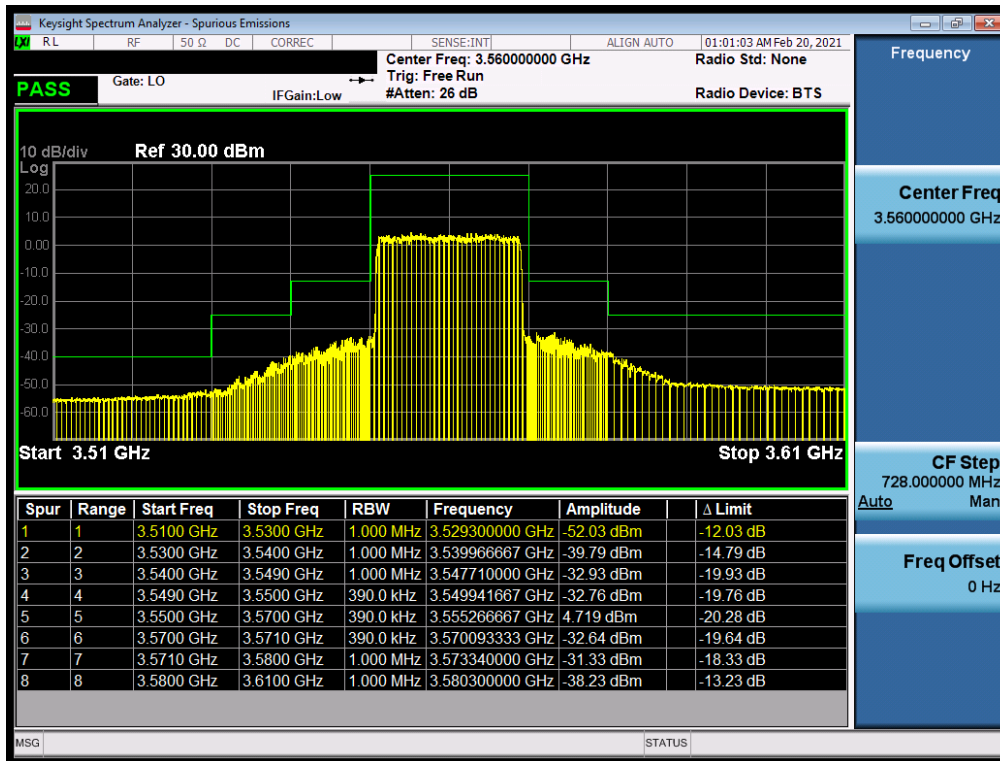 Keysight Spectrum Analyzer - Spurious Emissions
LXI RL RF 50 Ω DC CORREC SENSE:INT ALIGN AUTO 01:01:03 AM Feb 20, 2021
Center Freq: 3.560000000 GHz Radio Std: None
Gate: LO Trig: Free Run
PASS IFGain:Low #Atten: 26 dB Radio Device: BTS
10 dB/div Ref 30.00 dBm
Log
20.0
10.0
0.00
-10.0
-20.0
-30.0
-40.0
-50.0
-60.0
Start 3.51 GHz Stop 3.61 GHz
Spur Range Start Freq Stop Freq RBW Frequency Amplitude Δ Limit
1 1 3.5100 GHz 3.5300 GHz 1.000 MHz 3.529300000 GHz -52.03 dBm -12.03 dB
2 2 3.5300 GHz 3.5400 GHz 1.000 MHz 3.539966667 GHz -39.79 dBm -14.79 dB
3 3 3.5400 GHz 3.5490 GHz 1.000 MHz 3.547710000 GHz -32.93 dBm -19.93 dB
4 4 3.5490 GHz 3.5500 GHz 390.0 kHz 3.549941667 GHz -32.76 dBm -19.76 dB
5 5 3.5500 GHz 3.5700 GHz 390.0 kHz 3.555266667 GHz 4.719 dBm -20.28 dB
6 6 3.5700 GHz 3.5710 GHz 390.0 kHz 3.570093333 GHz -32.64 dBm -19.64 dB
7 7 3.5710 GHz 3.5800 GHz 1.000 MHz 3.573340000 GHz -31.33 dBm -18.33 dB
8 8 3.5800 GHz 3.6100 GHz 1.000 MHz 3.580300000 GHz -38.23 dBm -13.23 dB
MSG STATUS
Frequency
Center Freq
3.560000000 GHz
CF Step
728.000000 MHz
Auto Man
Freq Offset
0 Hz